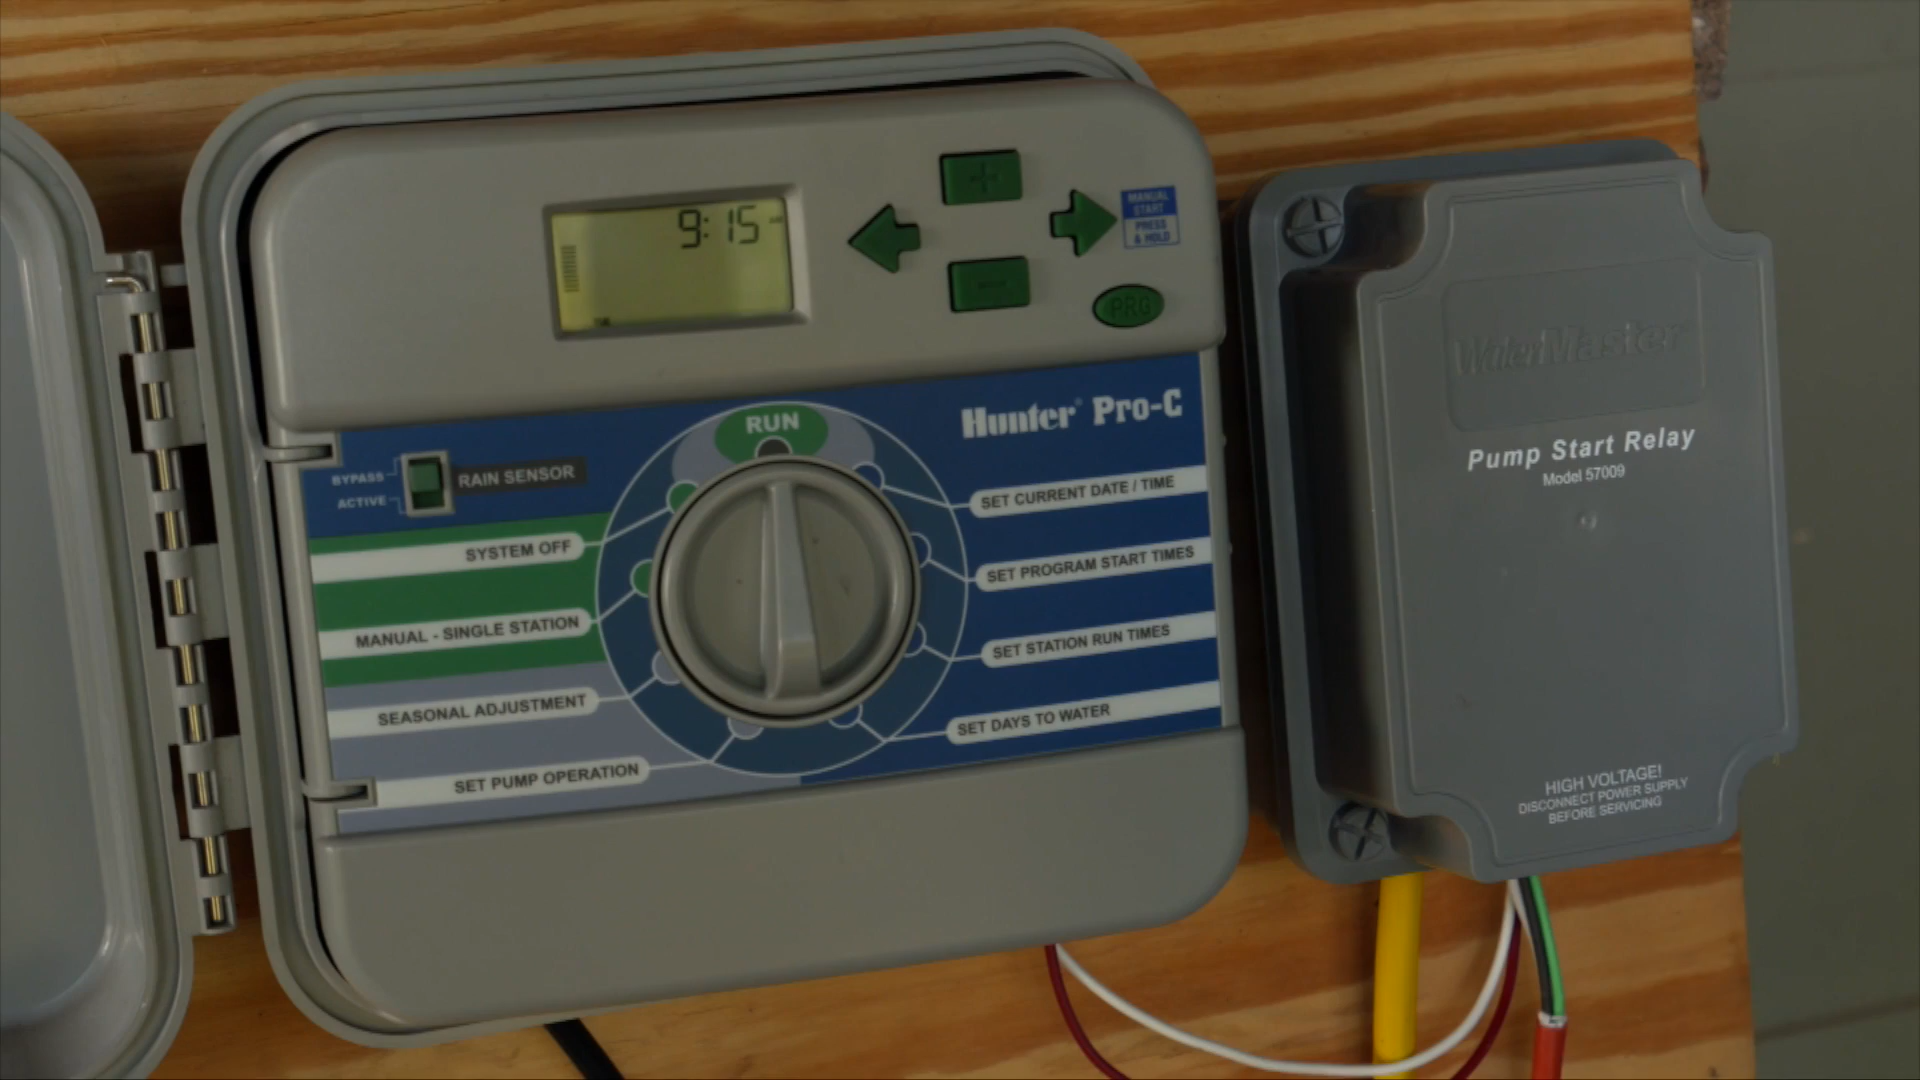 9:15 AM
MANUAL
START
PRESS
& HOLD
PRG
Hunter® Pro-C
RUN
BYPASS
ACTIVE
RAIN SENSOR
SYSTEM OFF
MANUAL - SINGLE STATION
SEASONAL ADJUSTMENT
SET PUMP OPERATION
SET CURRENT DATE / TIME
SET PROGRAM START TIMES
SET STATION RUN TIMES
SET DAYS TO WATER
WaterMaster
Pump Start Relay
Model 57009
HIGH VOLTAGE!
DISCONNECT POWER SUPPLY
BEFORE SERVICING